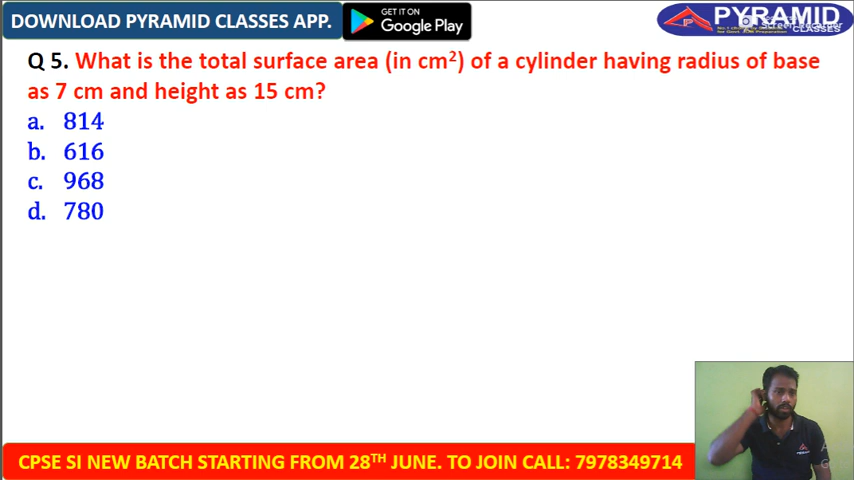 DOWNLOAD PYRAMID CLASSES APP.
GET IT ON
Google Play
PYRAMID
CLASSES
Q 5. What is the total surface area (in cm²) of a cylinder having radius of base
as 7 cm and height as 15 cm?
a. 814
b. 616
c. 968
d. 780
CPSE SI NEW BATCH STARTING FROM 28TH JUNE. TO JOIN CALL: 7978349714